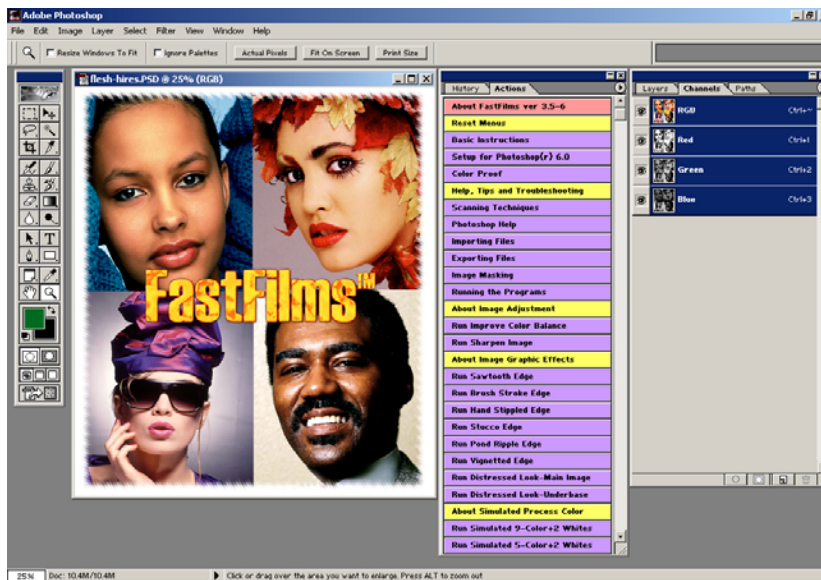 Adobe Photoshop
File Edit Image Layer Select Filter View Window Help
Resize Windows To Fit Ignore Palettes Actual Pixels Fit On Screen Print Size
flesh-hires.PSD @ 25% (RGB)
FastFilms™
History Actions
About FastFilms ver 3.5-6
Reset Menus
Basic Instructions
Setup for Photoshop(r) 6.0
Color Proof
Help, Tips and Troubleshooting
Scanning Techniques
Photoshop Help
Importing Files
Exporting Files
Image Masking
Running the Programs
About Image Adjustment
Run Improve Color Balance
Run Sharpen Image
About Image Graphic Effects
Run Sawtooth Edge
Run Brush Stroke Edge
Run Hand Stippled Edge
Run Stucco Edge
Run Pond Ripple Edge
Run Vignetted Edge
Run Distressed Look-Main Image
Run Distressed Look-Underbase
About Simulated Process Color
Run Simulated 9-Color+2 Whites
Run Simulated 5-Color+2 Whites
Layers Channels Paths
RGB Ctrl+~
Red Ctrl+1
Green Ctrl+2
Blue Ctrl+3
25% Doc: 10.4M/10.4M Click or drag over the area you want to enlarge. Press ALT to zoom out